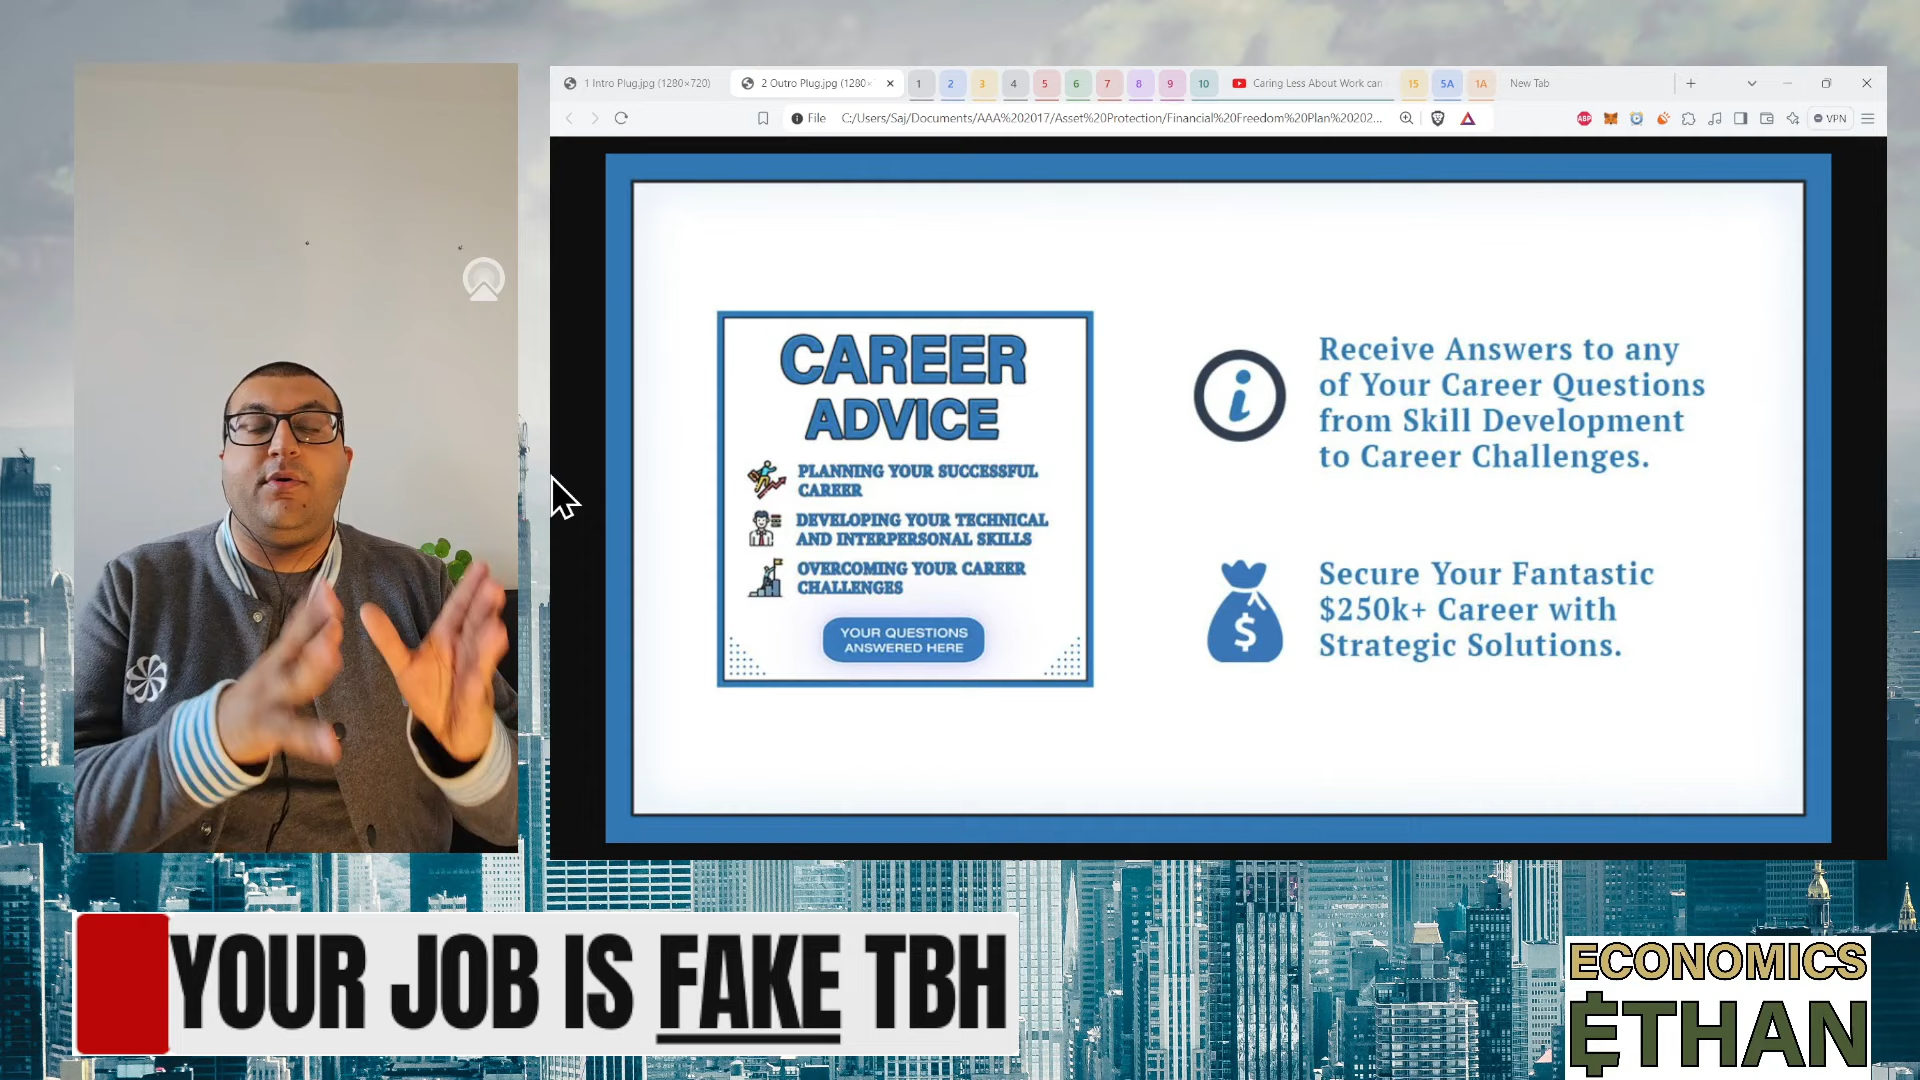 1 Intro Plug.jpg (1280×720)
2 Outro Plug.jpg (1280×
1
2
3
4
5
6
7
8
9
10
Caring Less About Work can
15
5A
1A
New Tab
File
C:/Users/Saj/Documents/AAA%202017/Asset%20Protection/Financial%20Freedom%20Plan%20202...
ABP
VPN
CAREER
ADVICE
PLANNING YOUR SUCCESSFUL
CAREER
DEVELOPING YOUR TECHNICAL
AND INTERPERSONAL SKILLS
OVERCOMING YOUR CAREER
CHALLENGES
YOUR QUESTIONS
ANSWERED HERE
Receive Answers to any
of Your Career Questions
from Skill Development
to Career Challenges.
Secure Your Fantastic
$250k+ Career with
Strategic Solutions.
YOUR JOB IS FAKE TBH
ECONOMICS
ETHAN